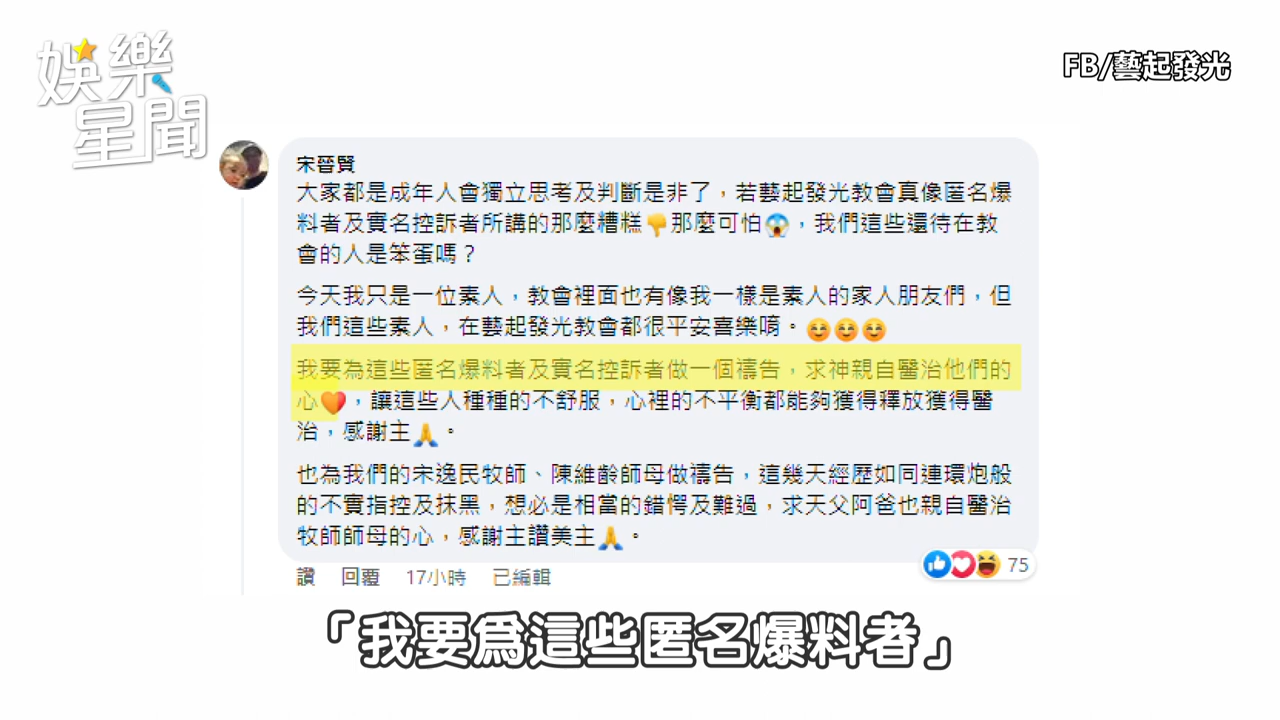 娛樂
星聞
FB/藝起發光
宋晉賢
大家都是成年人會獨立思考及判斷是非了，若藝起發光教會真像匿名爆
料者及實名控訴者所講的那麼糟糕👎那麼可怕😱，我們這些還待在教
會的人是笨蛋嗎？
今天我只是一位素人，教會裡面也有像我一樣是素人的家人朋友們，但
我們這些素人，在藝起發光教會都很平安喜樂唷。😊😊😊
我要為這些匿名爆料者及實名控訴者做一個禱告，求神親自醫治他們的
心❤️，讓這些人種種的不舒服，心裡的不平衡都能夠獲得釋放獲得醫
治，感謝主🙏。
也為我們的宋逸民牧師、陳維齡師母做禱告，這幾天經歷如同連環炮般
的不實指控及抹黑，想必是相當的錯愕及難過，求天父阿爸也親自醫治
牧師師母的心，感謝主讚美主🙏。
讚 回覆 17小時 已編輯
75
「我要為這些匿名爆料者」